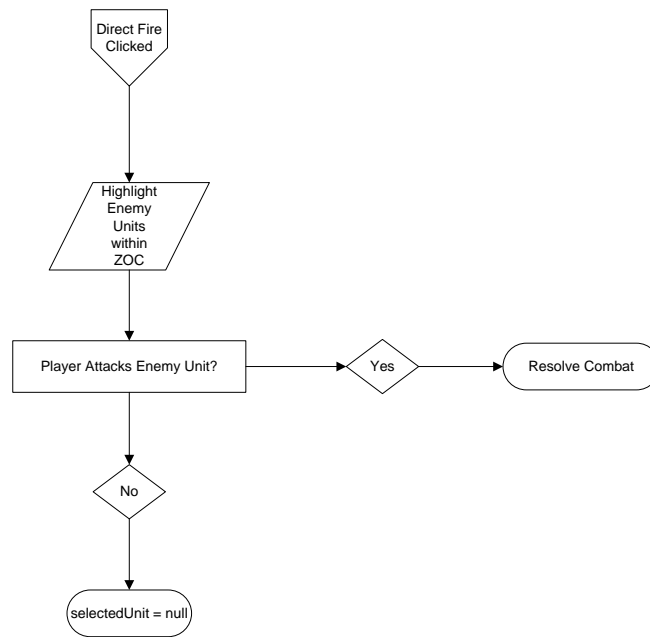 Direct Fire
Clicked
Highlight
Enemy
Units
within
ZOC
Player Attacks Enemy Unit?
Yes
Resolve Combat
No
selectedUnit = null